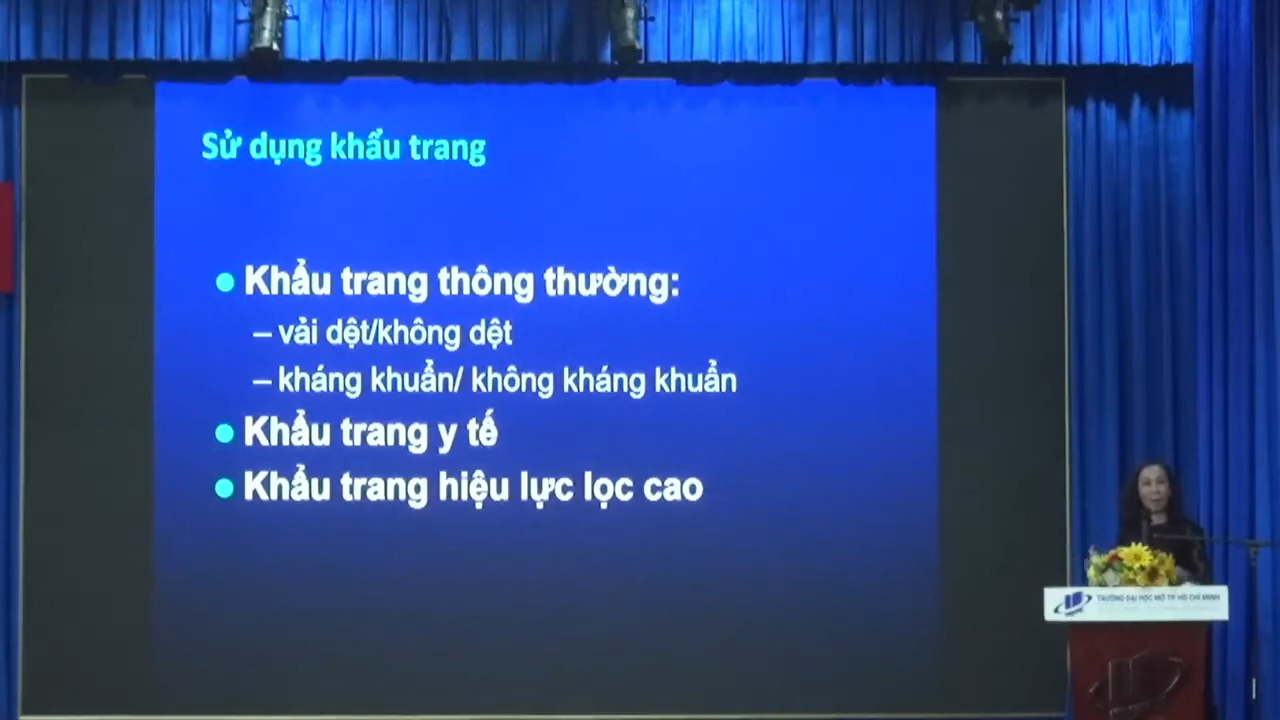 Sử dụng khẩu trang
● Khẩu trang thông thường:
– vải dệt/không dệt
– kháng khuẩn/ không kháng khuẩn
● Khẩu trang y tế
● Khẩu trang hiệu lực lọc cao
TRƯỜNG ĐẠI HỌC MỞ TP. HỒ CHÍ MINH